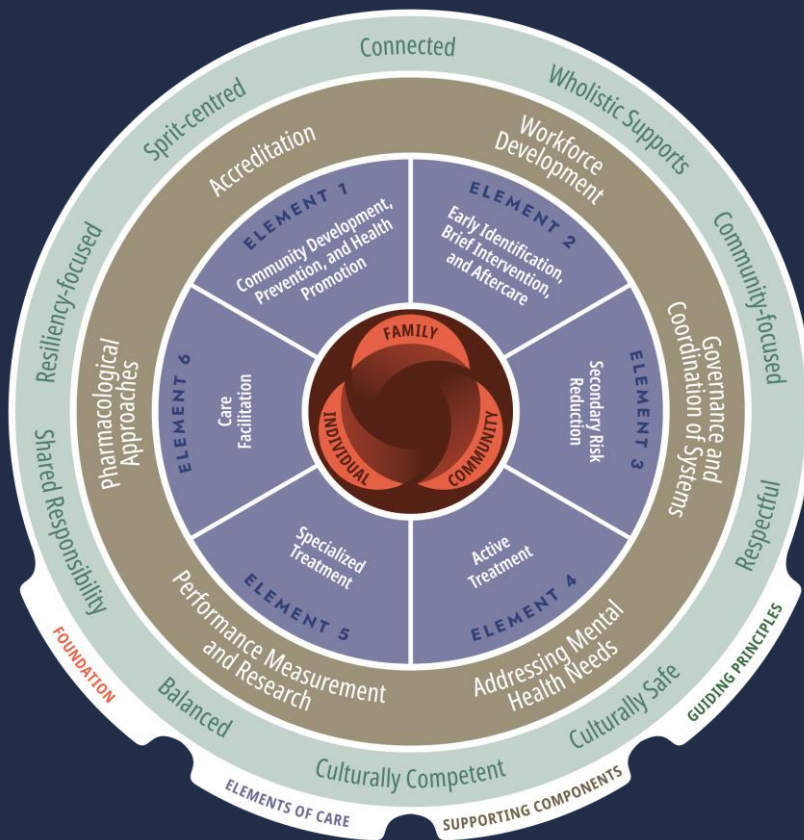 Connected
Wholistic Supports
Community-focused
Respectful
Culturally Safe
Culturally Competent
Balanced
Shared Responsibility
Resiliency-focused
Sprit-centred
Accreditation
Workforce
Development
Governance and
Coordination of Systems
Addressing Mental
Health Needs
Performance Measurement
and Research
Pharmacological
Approaches
ELEMENT 1
Community Development,
Prevention, and Health
Promotion
ELEMENT 2
Early Identification,
Brief Intervention,
and Aftercare
ELEMENT 3
Secondary Risk
Reduction
ELEMENT 4
Active
Treatment
ELEMENT 5
Specialized
Treatment
ELEMENT 6
Care
Facilitation
FAMILY
COMMUNITY
INDIVIDUAL
FOUNDATION
ELEMENTS OF CARE
SUPPORTING COMPONENTS
GUIDING PRINCIPLES